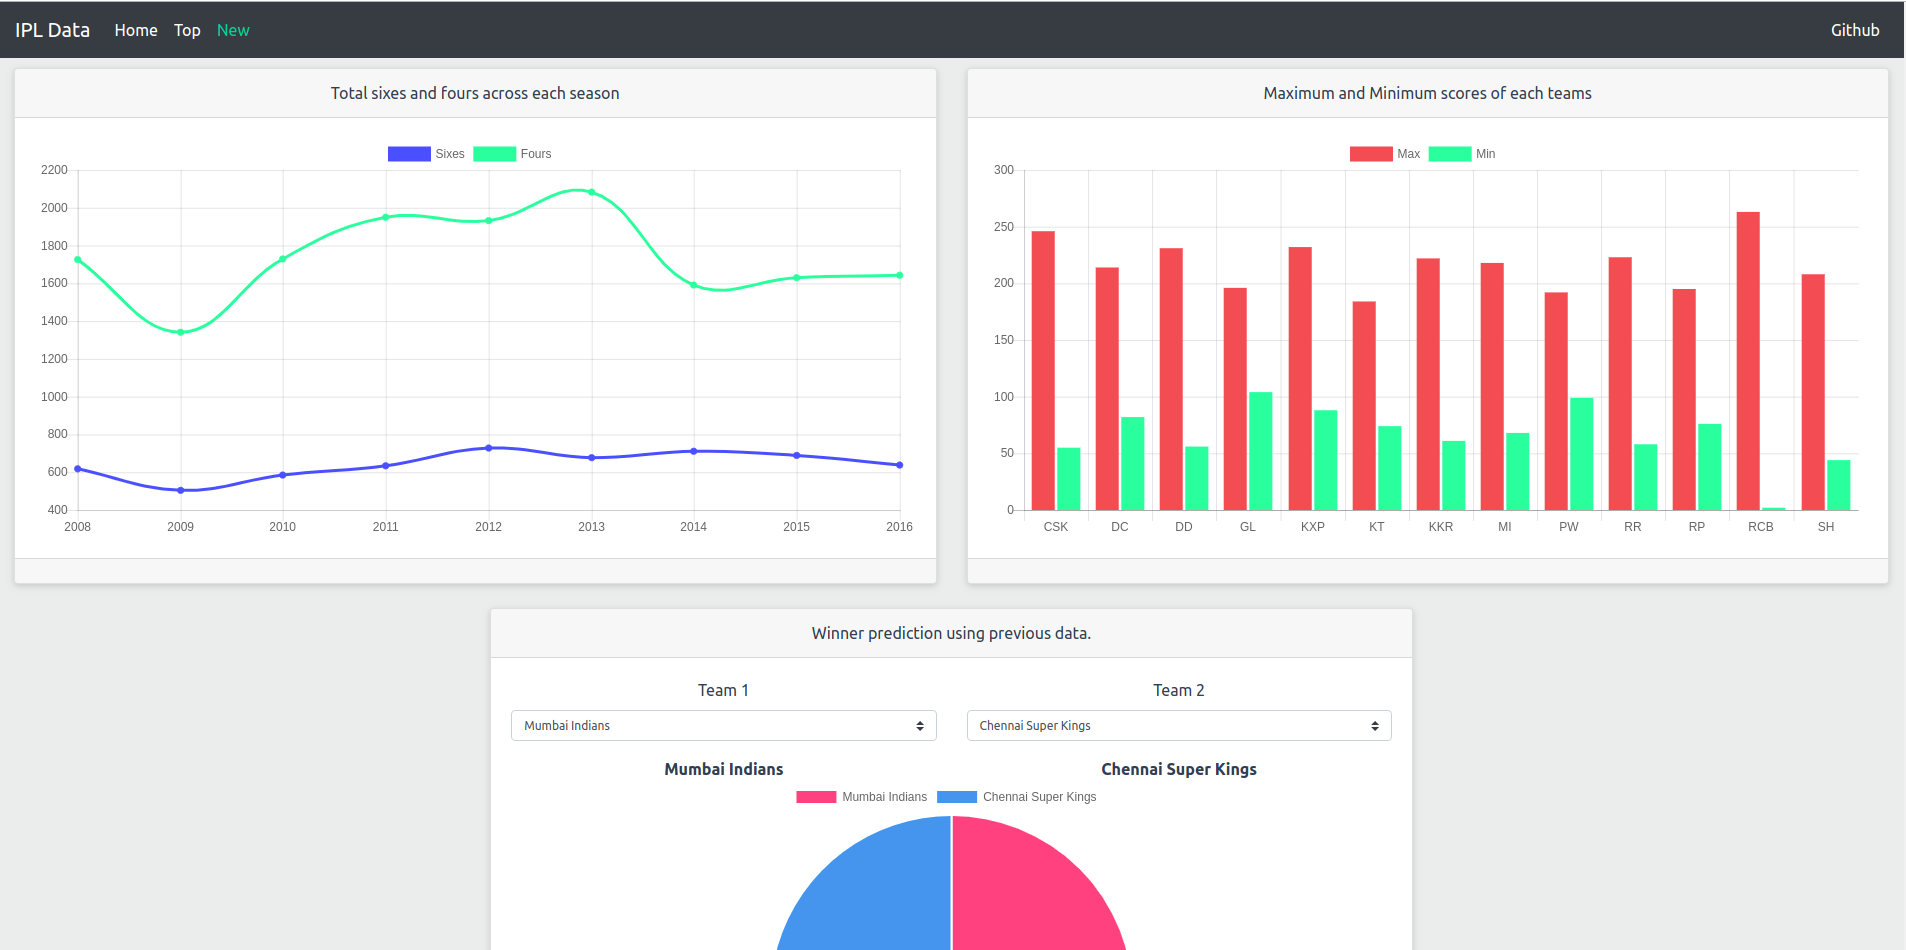 IPL Data Home Top New Github
Total sixes and fours across each season
Sixes Fours
2200
2000
1800
1600
1400
1200
1000
800
600
400
2008 2009 2010 2011 2012 2013 2014 2015 2016
Maximum and Minimum scores of each teams
Max Min
300
250
200
150
100
50
0
CSK DC DD GL KXP KT KKR MI PW RR RP RCB SH
Winner prediction using previous data.
Team 1 Team 2
Mumbai Indians Chennai Super Kings
Mumbai Indians Chennai Super Kings
Mumbai Indians Chennai Super Kings